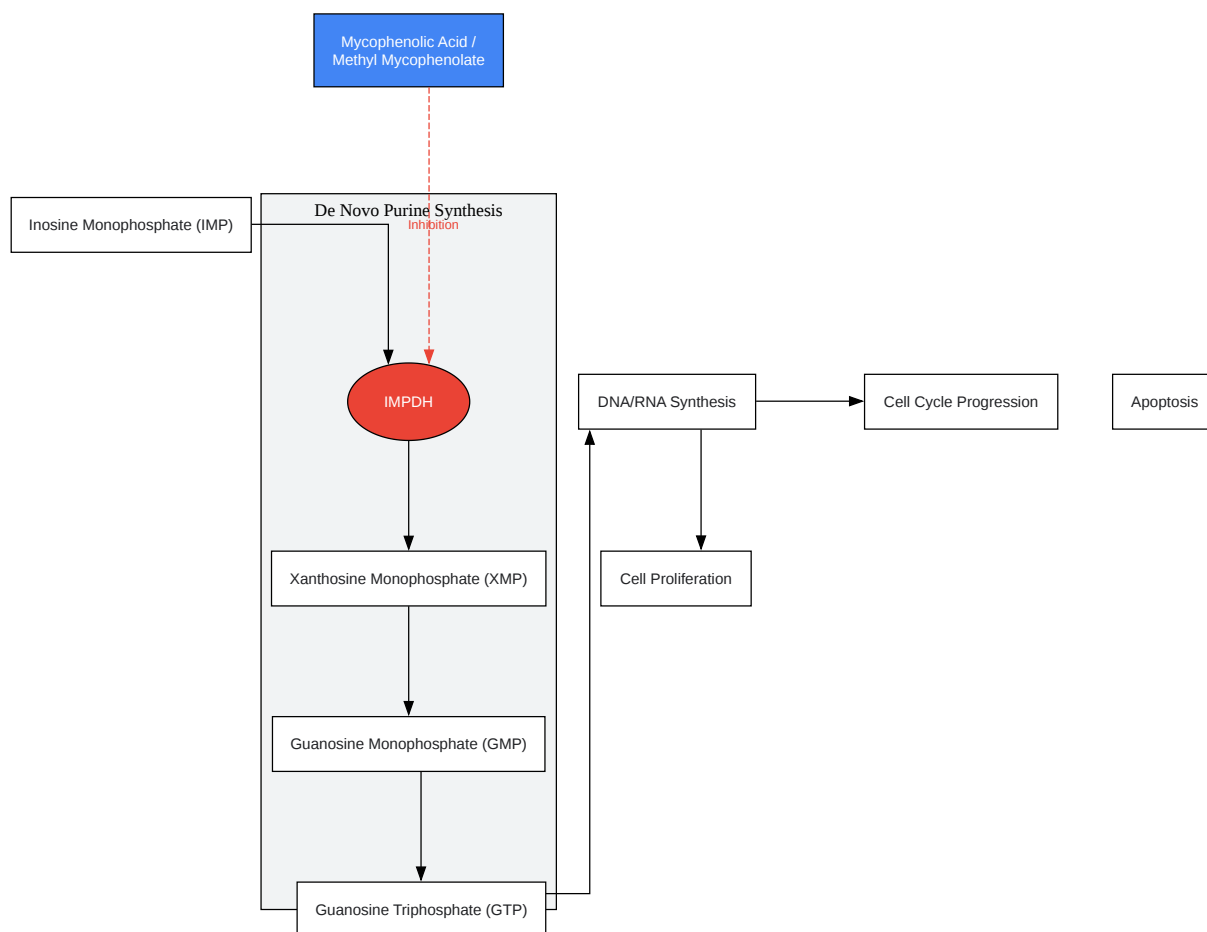 Mycophenolic Acid /
Methyl Mycophenolate
De Novo Purine Synthesis
Inhibition
Inosine Monophosphate (IMP)
IMPDH
DNA/RNA Synthesis
Cell Cycle Progression
Apoptosis
Xanthosine Monophosphate (XMP)
Cell Proliferation
Guanosine Monophosphate (GMP)
Guanosine Triphosphate (GTP)